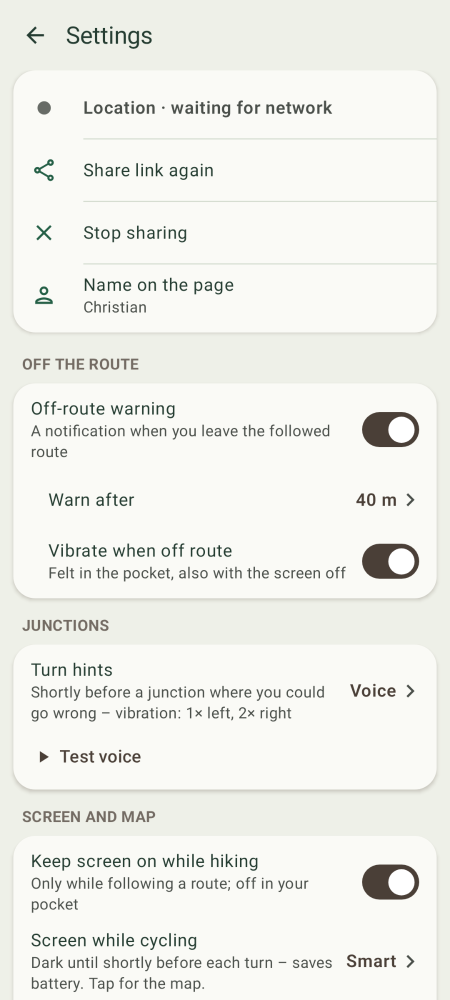 Settings
Location · waiting for network
Share link again
Stop sharing
Name on the page
Christian
OFF THE ROUTE
Off-route warning
A notification when you leave the followed
route
Warn after
40 m
Vibrate when off route
Felt in the pocket, also with the screen off
JUNCTIONS
Turn hints
Shortly before a junction where you could
go wrong – vibration: 1× left, 2× right
Voice
Test voice
SCREEN AND MAP
Keep screen on while hiking
Only while following a route; off in your
pocket
Screen while cycling
Dark until shortly before each turn – saves
battery. Tap for the map.
Smart